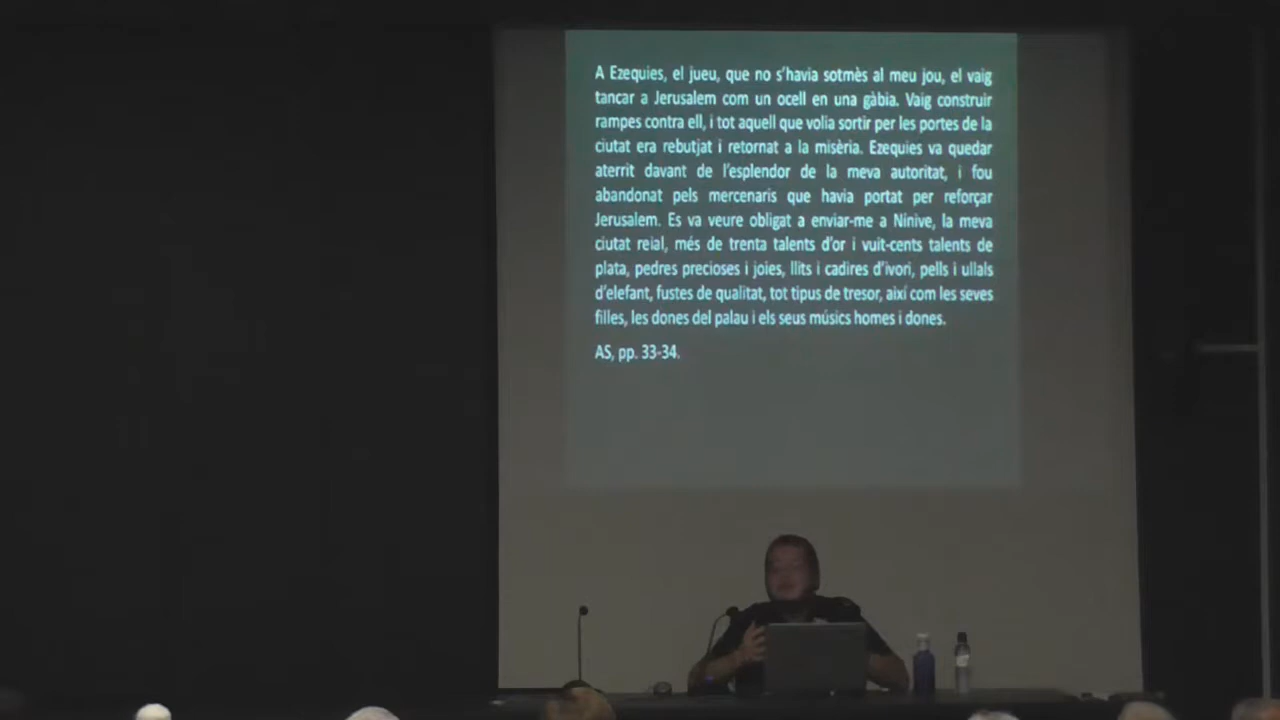 A Ezequies, el jueu, que no s'havia sotmès al meu jou, el vaig
tancar a Jerusalem com un ocell en una gàbia. Vaig construir
rampes contra ell, i tot aquell que volia sortir per les portes de la
ciutat era rebutjat i retornat a la misèria. Ezequies va quedar
aterrit davant de l'esplendor de la meva autoritat, i fou
abandonat pels mercenaris que havia portat per reforçar
Jerusalem. Es va veure obligat a enviar-me a Nínive, la meva
ciutat reial, més de trenta talents d'or i vuit-cents talents de
plata, pedres precioses i joies, llits i cadires d'ivori, pells i ullals
d'elefant, fustes de qualitat, tot tipus de tresor, així com les seves
filles, les dones del palau i els seus músics homes i dones.
AS, pp. 33-34.